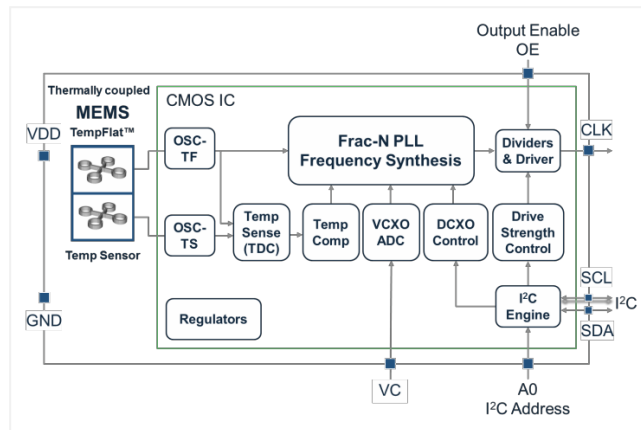 Output Enable
OE
Thermally coupled
MEMS
TempFlat™
CMOS IC
VDD
OSC-
TF
Frac-N PLL
Frequency Synthesis
Dividers
& Driver
CLK
OSC-
TS
Temp
Sense
(TDC)
Temp
Comp
VCXO
ADC
DCXO
Control
Drive
Strength
Control
Temp Sensor
GND
Regulators
I²C
Engine
SCL
I²C
SDA
VC
A0
I²C Address